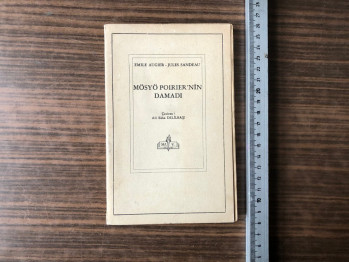 EMILE AUGIER - JULES SANDEAU
MÖSYÖ POIRIER'NİN
DAMADI
Çeviren :